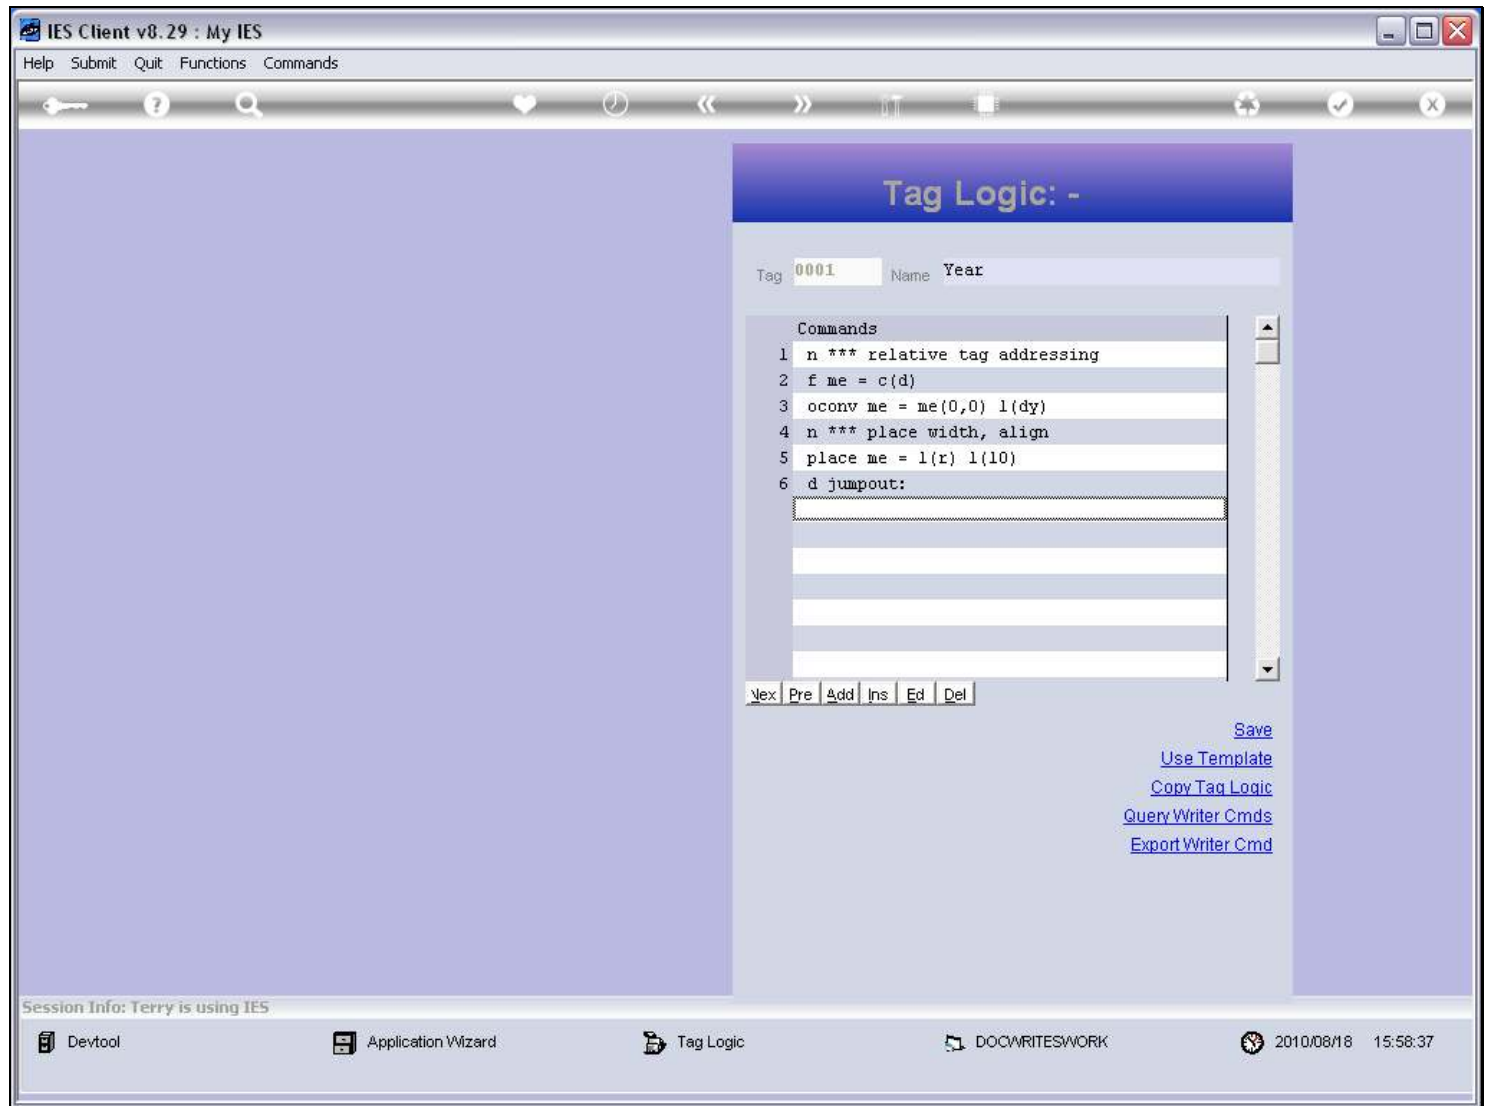 IES Client v8.29 : My IES
Help Submit Quit Functions Commands
Tag Logic: -
Tag 0001 Name Year
Commands
1 n *** relative tag addressing
2 f me = c(d)
3 oconv me = me(0,0) l(dy)
4 n *** place width, align
5 place me = l(r) l(10)
6 d jumpout:
Nex Pre Add Ins Ed Del
Save
Use Template
Copy Tag Logic
Query Writer Cmds
Export Writer Cmd
Session Info: Terry is using IES
Devtool Application Wizard Tag Logic DOCWRITESWORK 2010/08/18 15:58:37